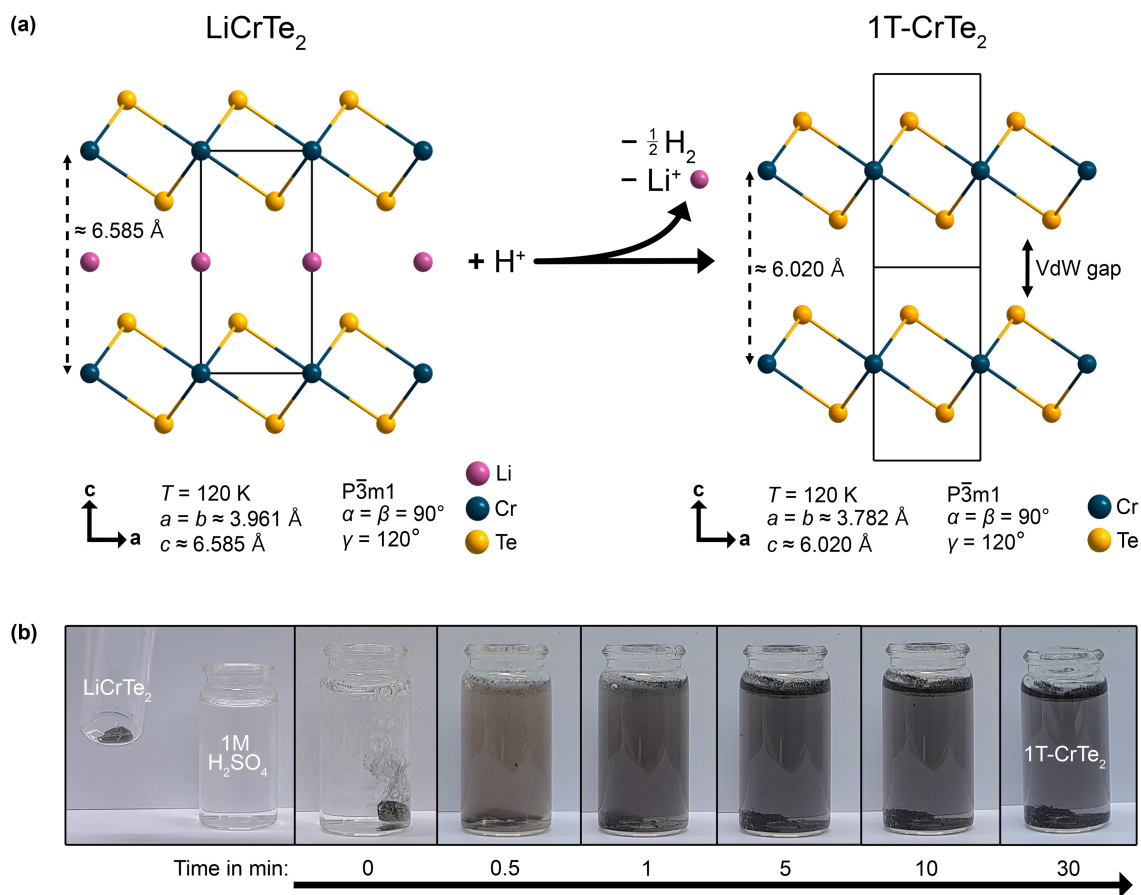 (a)
LiCrTe₂
1T-CrTe₂
− ½ H₂
− Li⁺
≈ 6.585 Å
+ H⁺
≈ 6.020 Å
VdW gap
Li
Cr
Te
c
a
T = 120 K
a = b ≈ 3.961 Å
c ≈ 6.585 Å
P3̅m1
α = β = 90°
γ = 120°
c
a
T = 120 K
a = b ≈ 3.782 Å
c ≈ 6.020 Å
P3̅m1
α = β = 90°
γ = 120°
Cr
Te
(b)
LiCrTe₂
1M
H₂SO₄
1T-CrTe₂
Time in min: 0 0.5 1 5 10 30